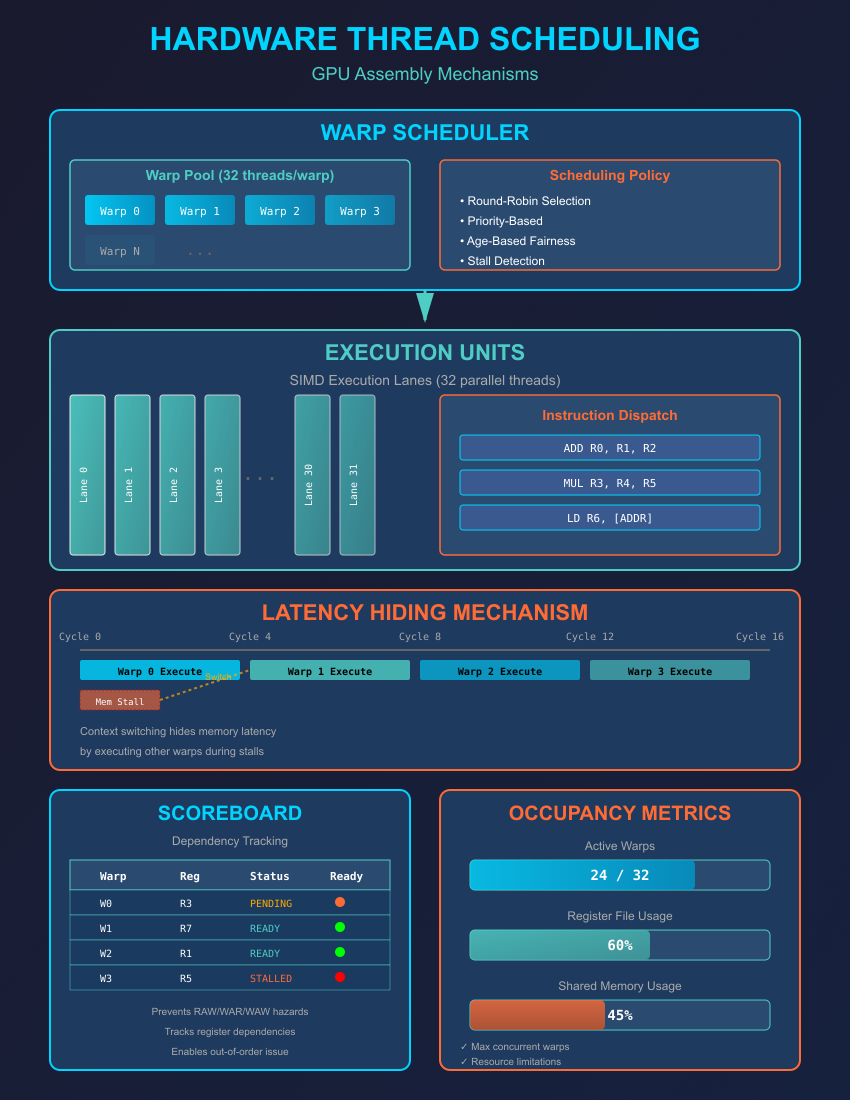 HARDWARE THREAD SCHEDULING
GPU Assembly Mechanisms
WARP SCHEDULER
Warp Pool (32 threads/warp)
Warp 0 Warp 1 Warp 2 Warp 3
Warp N ...
Scheduling Policy
• Round-Robin Selection
• Priority-Based
• Age-Based Fairness
• Stall Detection
EXECUTION UNITS
SIMD Execution Lanes (32 parallel threads)
Lane 0
Lane 1
Lane 2
Lane 3
...
Lane 30
Lane 31
Instruction Dispatch
ADD R0, R1, R2
MUL R3, R4, R5
LD R6, [ADDR]
LATENCY HIDING MECHANISM
Cycle 0 Cycle 4 Cycle 8 Cycle 12 Cycle 16
Warp 0 Execute Warp 1 Execute Warp 2 Execute Warp 3 Execute
Switch
Mem Stall
Context switching hides memory latency
by executing other warps during stalls
SCOREBOARD
Dependency Tracking
Warp Reg Status Ready
W0 R3 PENDING
W1 R7 READY
W2 R1 READY
W3 R5 STALLED
Prevents RAW/WAR/WAW hazards
Tracks register dependencies
Enables out-of-order issue
OCCUPANCY METRICS
Active Warps
24 / 32
Register File Usage
60%
Shared Memory Usage
45%
✓ Max concurrent warps
✓ Resource limitations